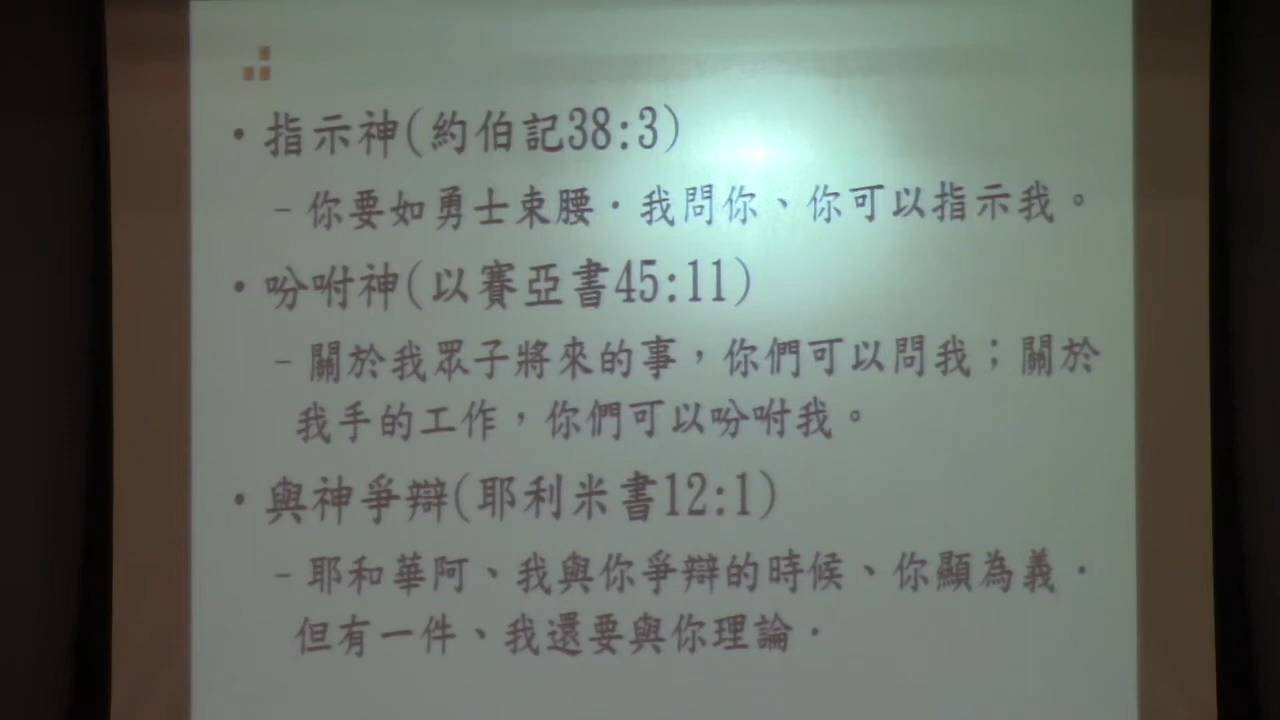 • 指示神(約伯記38:3)
– 你要如勇士束腰．我問你、你可以指示我。
• 吩咐神(以賽亞書45:11)
– 關於我眾子將來的事，你們可以問我；關於
我手的工作，你們可以吩咐我。
• 與神爭辯(耶利米書12:1)
– 耶和華阿、我與你爭辯的時候、你顯為義．
但有一件、我還要與你理論．